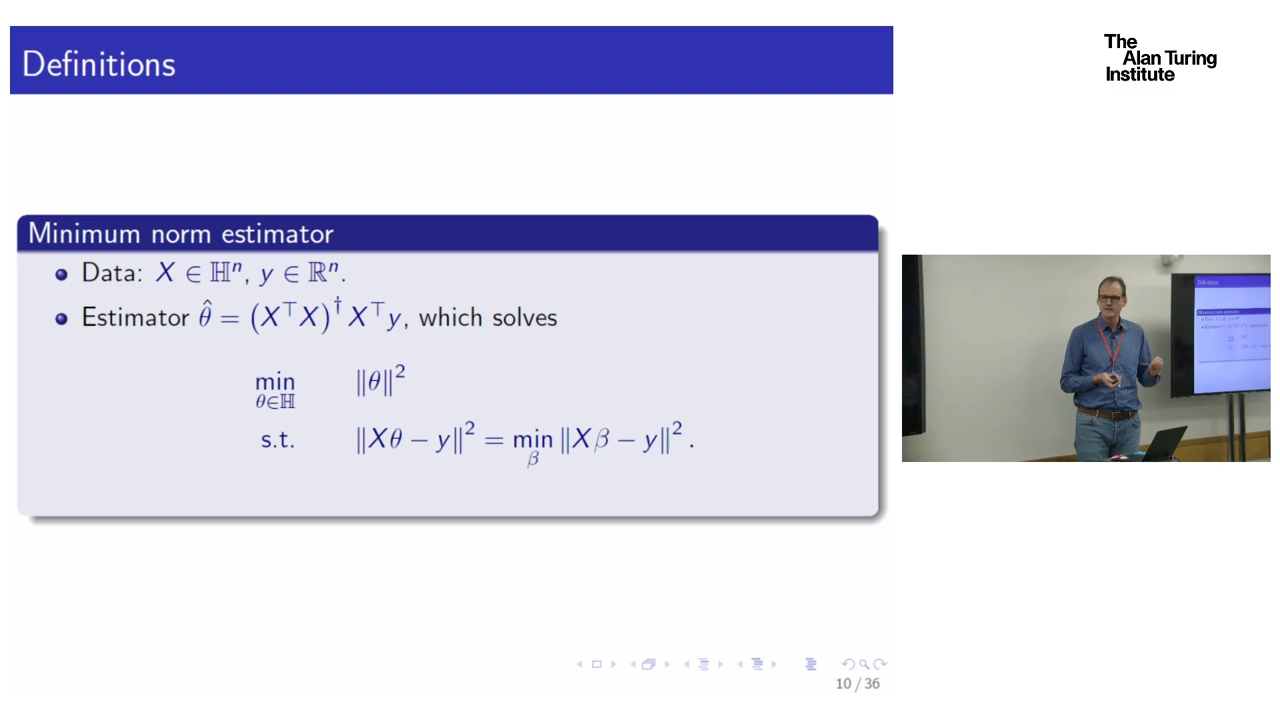 Definitions
The
Alan Turing
Institute
Minimum norm estimator
Data: X ∈ ℍⁿ, y ∈ ℝⁿ.
Estimator θ̂ = (X⊤X)† X⊤y, which solves
min ‖θ‖²
θ∈ℍ
s.t. ‖Xθ − y‖² = min ‖Xβ − y‖².
β
Definitions
10 / 36